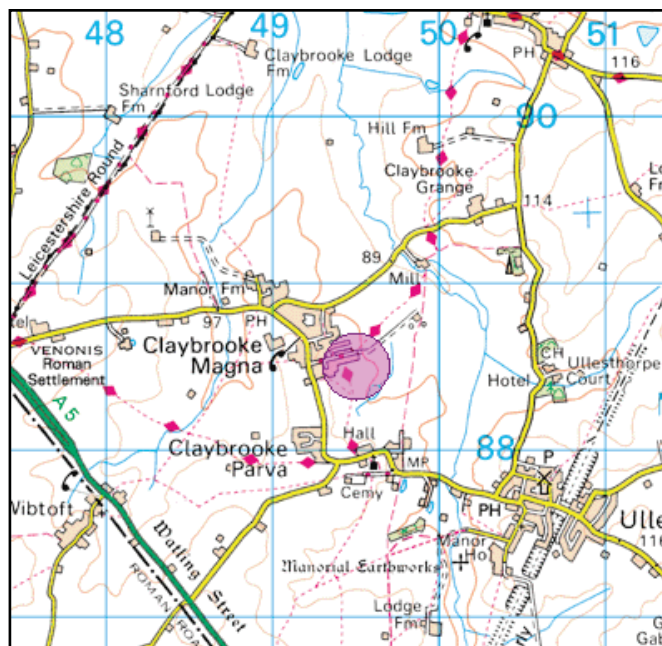 48
49
50
51
Claybrooke Lodge
Fm
PH
116
Sharnford Lodge
Fm
90
Hill Fm
Claybrooke
Grange
Leicestershire Round
114
89
Mill
Manor Fm
97
PH
Claybrooke
Magna
VENONIS
Roman
Settlement
A5
CH
Hotel
Ullesthorpe
Court
88
Hall
Claybrooke
Parva
MP
Cemy
P
PH
Wibtoft
Manor
Ho
Manorial Earthworks
Watling Street
ROMAN
Lodge
Fm